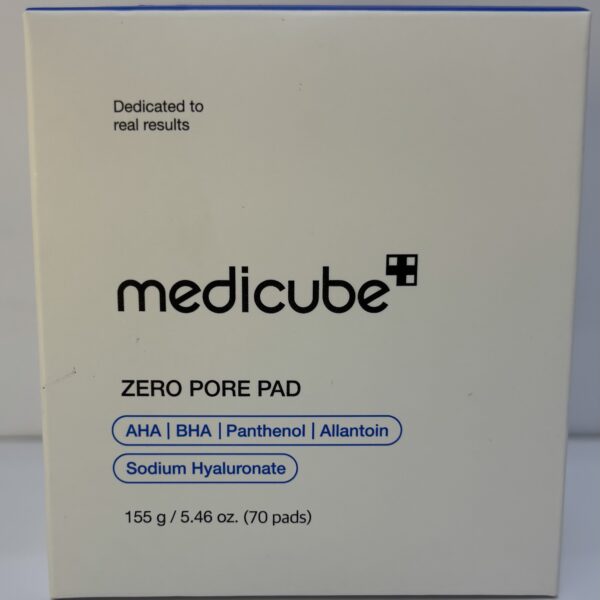 Dedicated to
real results
medicube
ZERO PORE PAD
AHA | BHA | Panthenol | Allantoin
Sodium Hyaluronate
155 g / 5.46 oz. (70 pads)